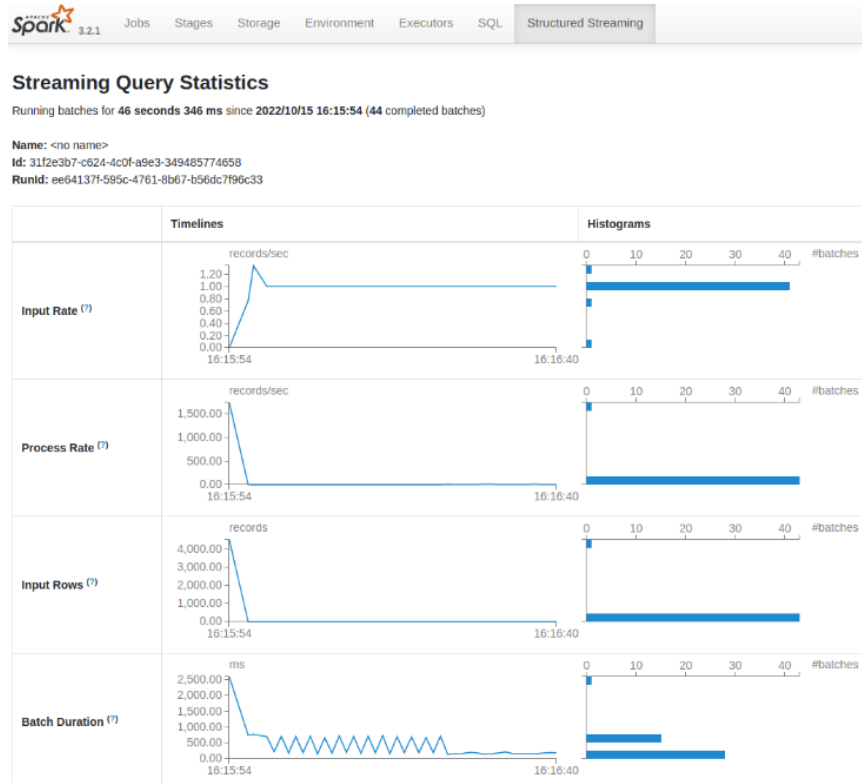 APACHE
Spark 3.2.1 Jobs Stages Storage Environment Executors SQL Structured Streaming
Streaming Query Statistics
Running batches for 46 seconds 346 ms since 2022/10/15 16:15:54 (44 completed batches)
Name: <no name>
Id: 31f2e3b7-c624-4c0f-a9e3-349485774658
RunId: ee64137f-595c-4761-8b67-b56dc7f96c33
Timelines Histograms
Input Rate (?)
records/sec
1.20
1.00
0.80
0.60
0.40
0.20
0.00
16:15:54 16:16:40
0 10 20 30 40 #batches
Process Rate (?)
records/sec
1,500.00
1,000.00
500.00
0.00
16:15:54 16:16:40
0 10 20 30 40 #batches
Input Rows (?)
records
4,000.00
3,000.00
2,000.00
1,000.00
0.00
16:15:54 16:16:40
0 10 20 30 40 #batches
Batch Duration (?)
ms
2,500.00
2,000.00
1,500.00
1,000.00
500.00
0.00
16:15:54 16:16:40
0 10 20 30 40 #batches